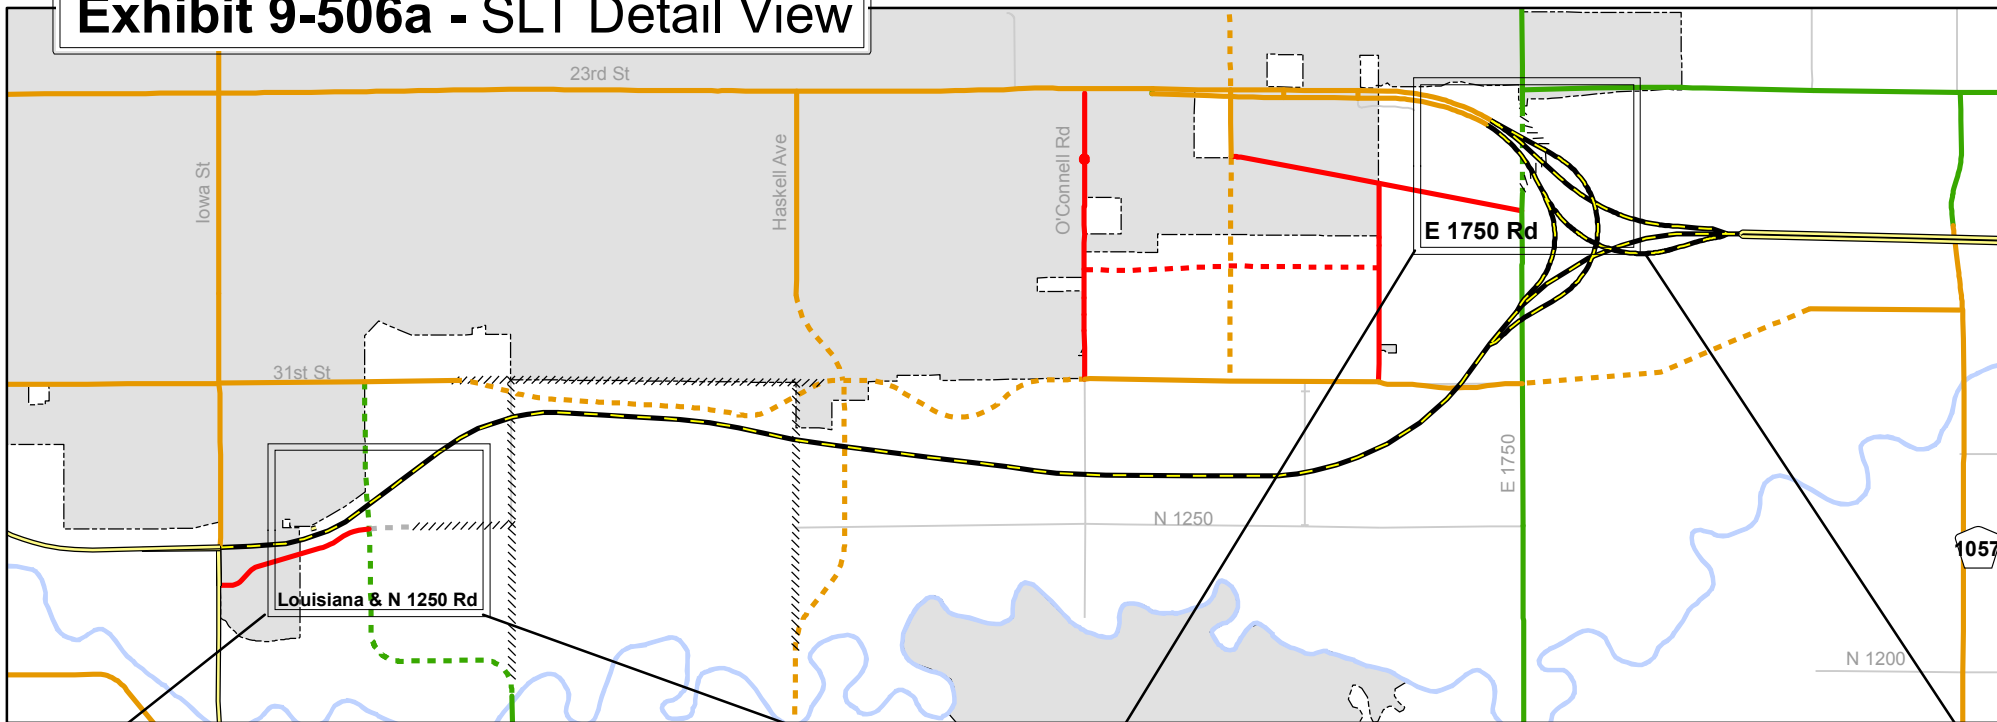 Exhibit 9-506a - SLT Detail View
23rd St
Iowa St
Haskell Ave
O'Connell Rd
E 1750 Rd
31st St
E 1750
N 1250
1057
Louisiana & N 1250 Rd
N 1200